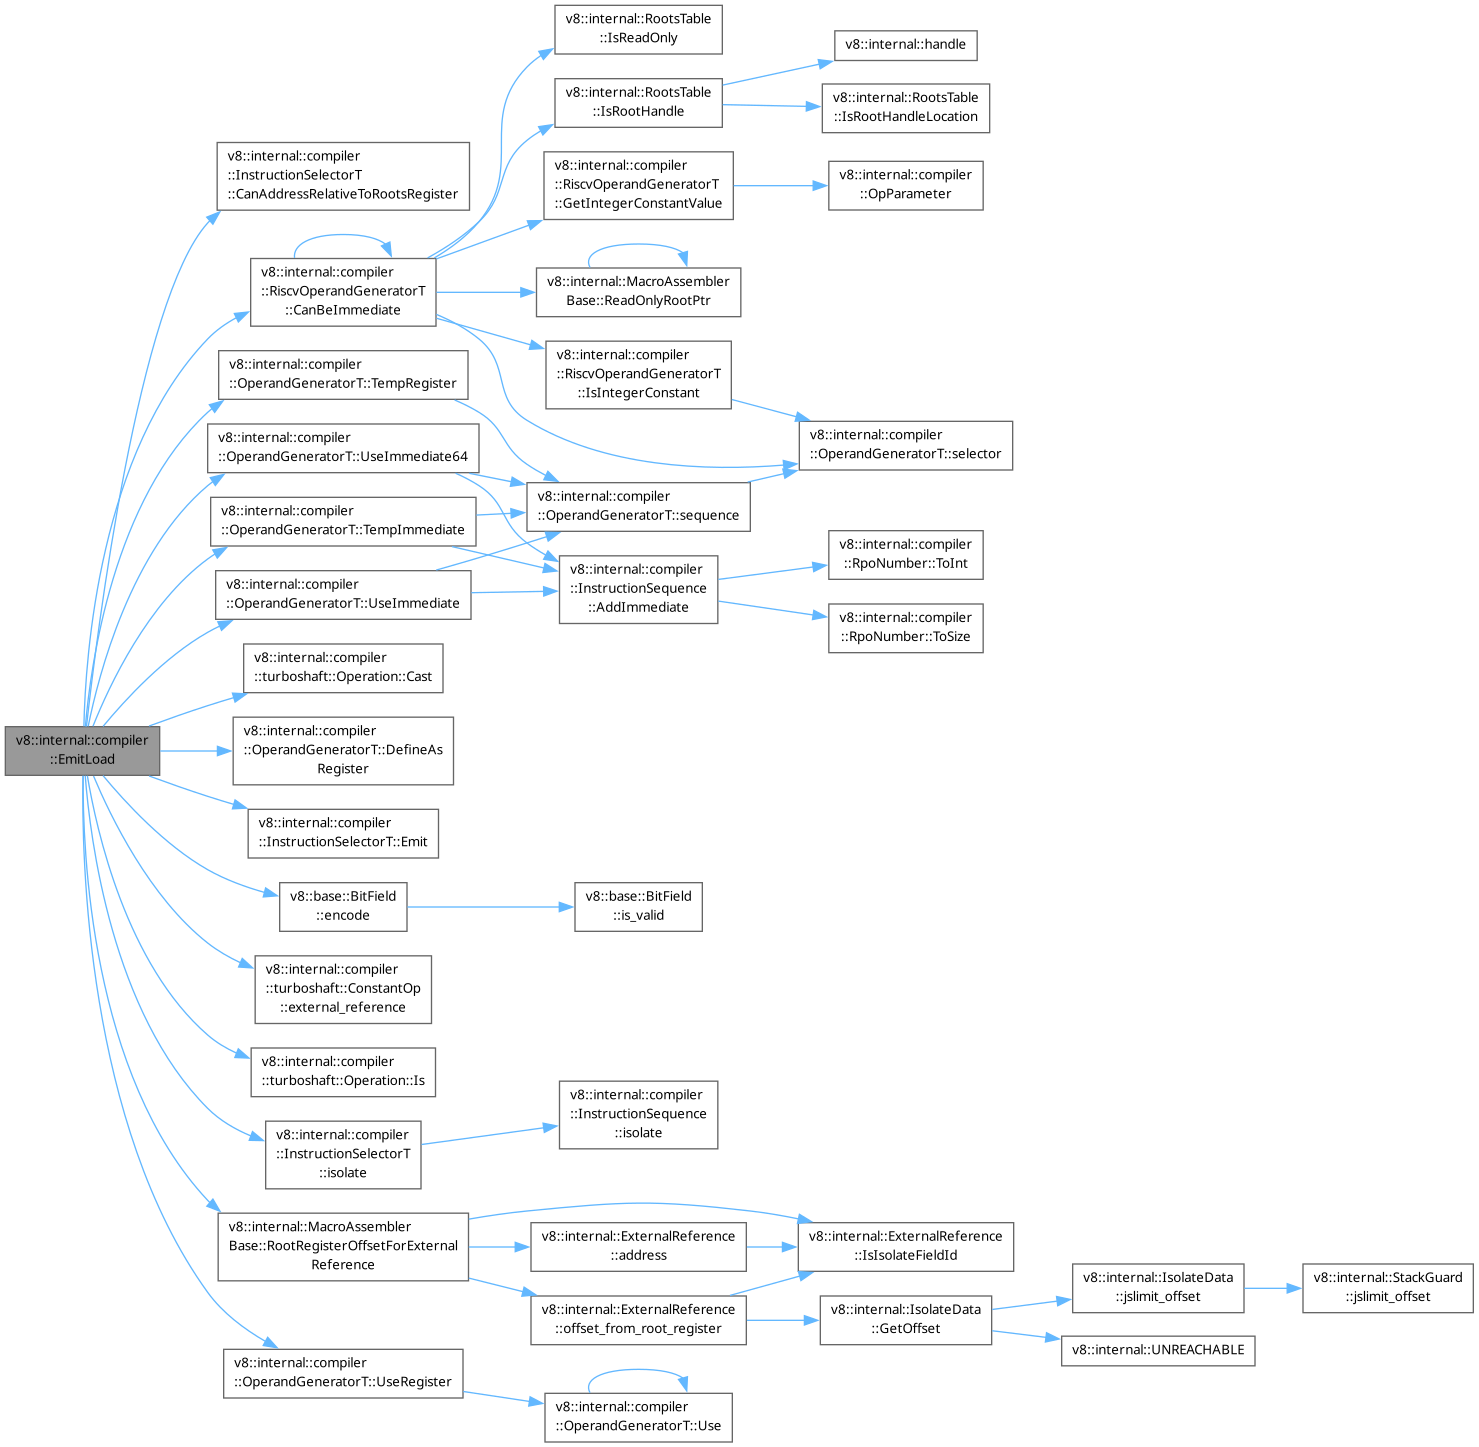 v8::internal::RootsTable
::IsReadOnly
v8::internal::handle
v8::internal::RootsTable
::IsRootHandle
v8::internal::RootsTable
::IsRootHandleLocation
v8::internal::compiler
::InstructionSelectorT
::CanAddressRelativeToRootsRegister
v8::internal::compiler
::RiscvOperandGeneratorT
::GetIntegerConstantValue
v8::internal::compiler
::OpParameter
v8::internal::compiler
::RiscvOperandGeneratorT
::CanBeImmediate
v8::internal::MacroAssembler
Base::ReadOnlyRootPtr
v8::internal::compiler
::RiscvOperandGeneratorT
::IsIntegerConstant
v8::internal::compiler
::OperandGeneratorT::TempRegister
v8::internal::compiler
::OperandGeneratorT::selector
v8::internal::compiler
::OperandGeneratorT::UseImmediate64
v8::internal::compiler
::OperandGeneratorT::sequence
v8::internal::compiler
::OperandGeneratorT::TempImmediate
v8::internal::compiler
::RpoNumber::ToInt
v8::internal::compiler
::InstructionSequence
::AddImmediate
v8::internal::compiler
::OperandGeneratorT::UseImmediate
v8::internal::compiler
::RpoNumber::ToSize
v8::internal::compiler
::turboshaft::Operation::Cast
v8::internal::compiler
::EmitLoad
v8::internal::compiler
::OperandGeneratorT::DefineAs
Register
v8::internal::compiler
::InstructionSelectorT::Emit
v8::base::BitField
::encode
v8::base::BitField
::is_valid
v8::internal::compiler
::turboshaft::ConstantOp
::external_reference
v8::internal::compiler
::turboshaft::Operation::Is
v8::internal::compiler
::InstructionSequence
::isolate
v8::internal::compiler
::InstructionSelectorT
::isolate
v8::internal::MacroAssembler
Base::RootRegisterOffsetForExternal
Reference
v8::internal::ExternalReference
::address
v8::internal::ExternalReference
::IsIsolateFieldId
v8::internal::ExternalReference
::offset_from_root_register
v8::internal::IsolateData
::GetOffset
v8::internal::IsolateData
::jslimit_offset
v8::internal::StackGuard
::jslimit_offset
v8::internal::UNREACHABLE
v8::internal::compiler
::OperandGeneratorT::UseRegister
v8::internal::compiler
::OperandGeneratorT::Use